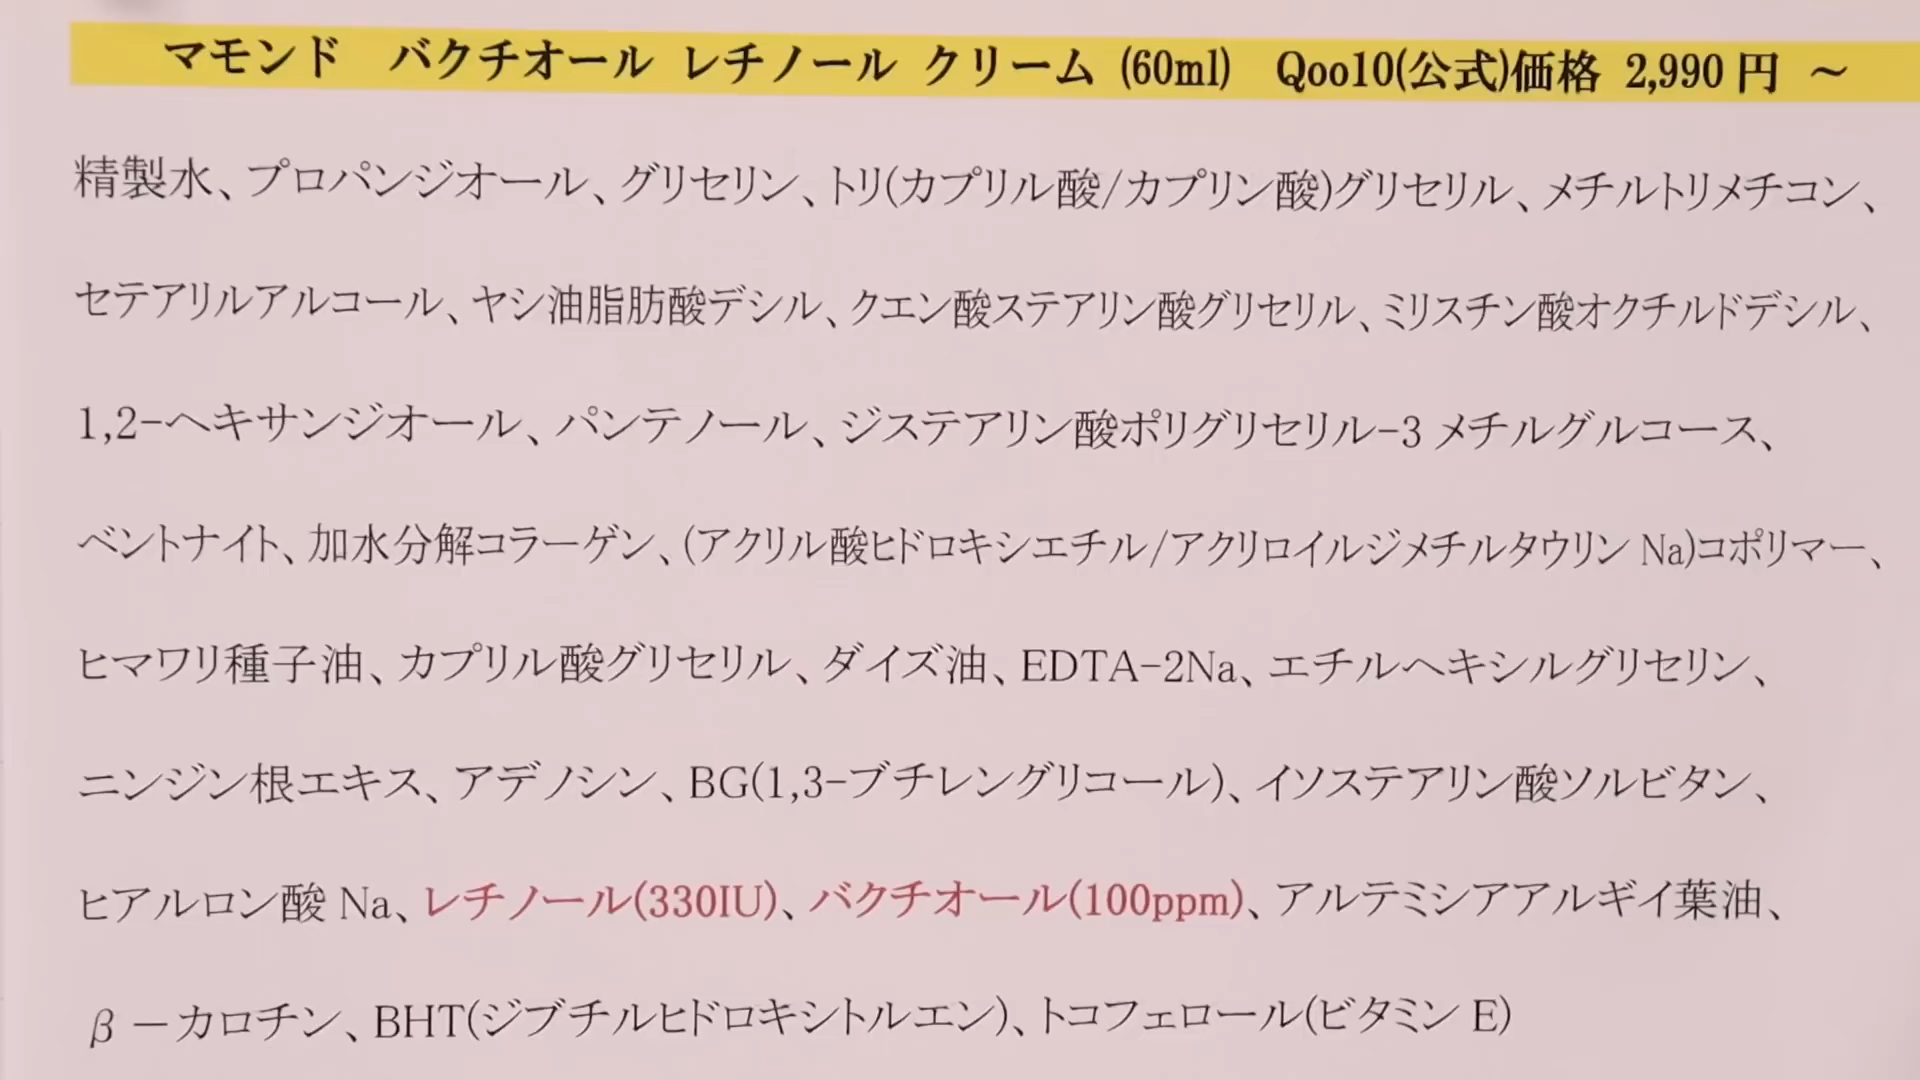 マモンド　バクチオール レチノール クリーム (60ml)　Qoo10(公式)価格 2,990 円 ～
精製水、プロパンジオール、グリセリン、トリ(カプリル酸/カプリン酸)グリセリル、メチルトリメチコン、
セテアリルアルコール、ヤシ油脂肪酸デシル、クエン酸ステアリン酸グリセリル、ミリスチン酸オクチルドデシル、
1,2-ヘキサンジオール、パンテノール、ジステアリン酸ポリグリセリル-3 メチルグルコース、
ベントナイト、加水分解コラーゲン、(アクリル酸ヒドロキシエチル/アクリロイルジメチルタウリン Na)コポリマー、
ヒマワリ種子油、カプリル酸グリセリル、ダイズ油、EDTA-2Na、エチルヘキシルグリセリン、
ニンジン根エキス、アデノシン、BG(1,3-ブチレングリコール)、イソステアリン酸ソルビタン、
ヒアルロン酸 Na、レチノール(330IU)、バクチオール(100ppm)、アルテミシアアルギイ葉油、
β－カロチン、BHT(ジブチルヒドロキシトルエン)、トコフェロール(ビタミン E)